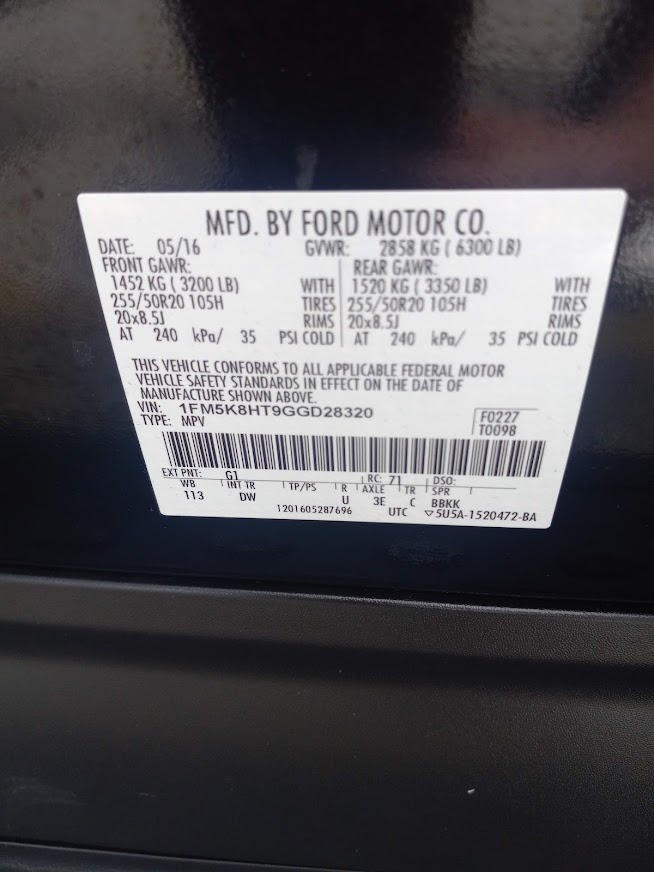 MFD. BY FORD MOTOR CO.
DATE: 05/16 GVWR: 2858 KG ( 6300 LB)
FRONT GAWR: REAR GAWR:
1452 KG ( 3200 LB) WITH 1520 KG ( 3350 LB) WITH
255/50R20 105H TIRES 255/50R20 105H TIRES
20x8.5J RIMS 20x8.5J RIMS
AT 240 kPa/ 35 PSI COLD AT 240 kPa/ 35 PSI COLD
THIS VEHICLE CONFORMS TO ALL APPLICABLE FEDERAL MOTOR
VEHICLE SAFETY STANDARDS IN EFFECT ON THE DATE OF
MANUFACTURE SHOWN ABOVE.
VIN: 1FM5K8HT9GGD28320 F0227
TYPE: MPV T0098
EXT PNT: G1 RC: 71 DSO:
WB INT TR TP/PS R AXLE TR SPR
113 DW U 3E C BBKK
1201605287696 UTC ▽5U5A-1520472-BA